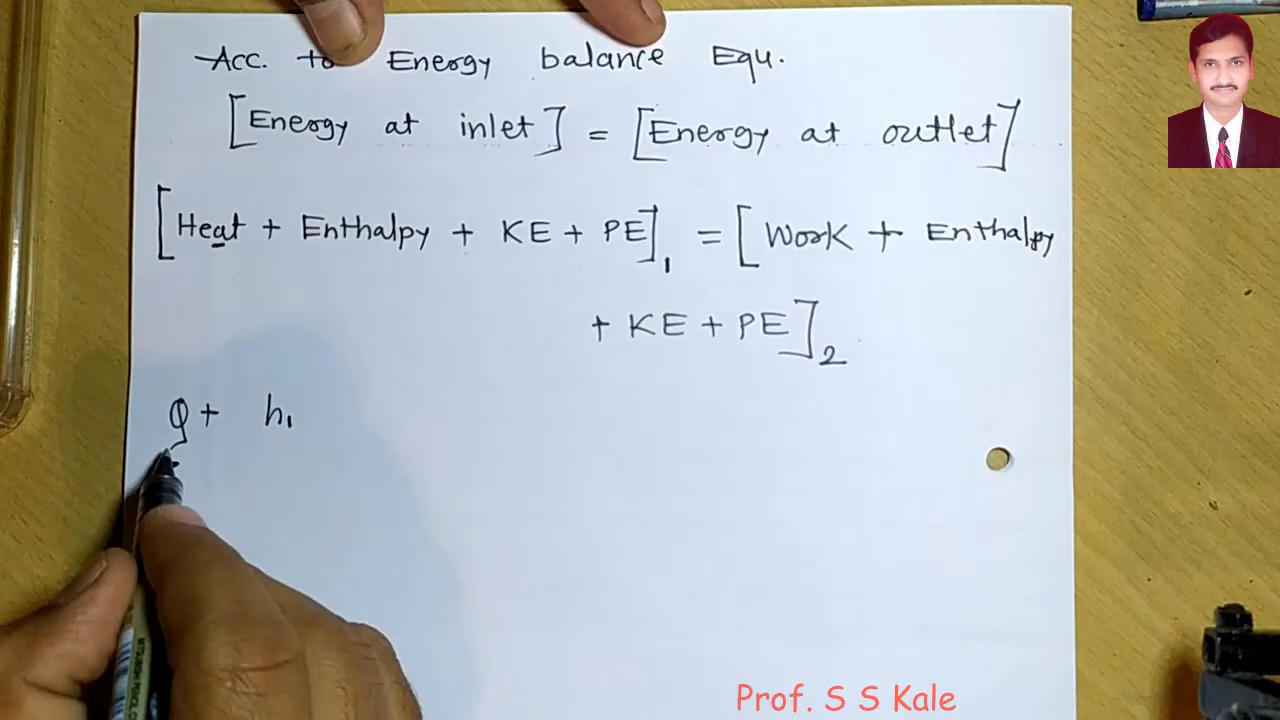 Acc. to Energy balance Equ.
[Energy at inlet] = [Energy at outlet]
[Heat + Enthalpy + KE + PE]₁ = [Work + Enthalpy
+ KE + PE]₂
q + h₁
Prof. S S Kale